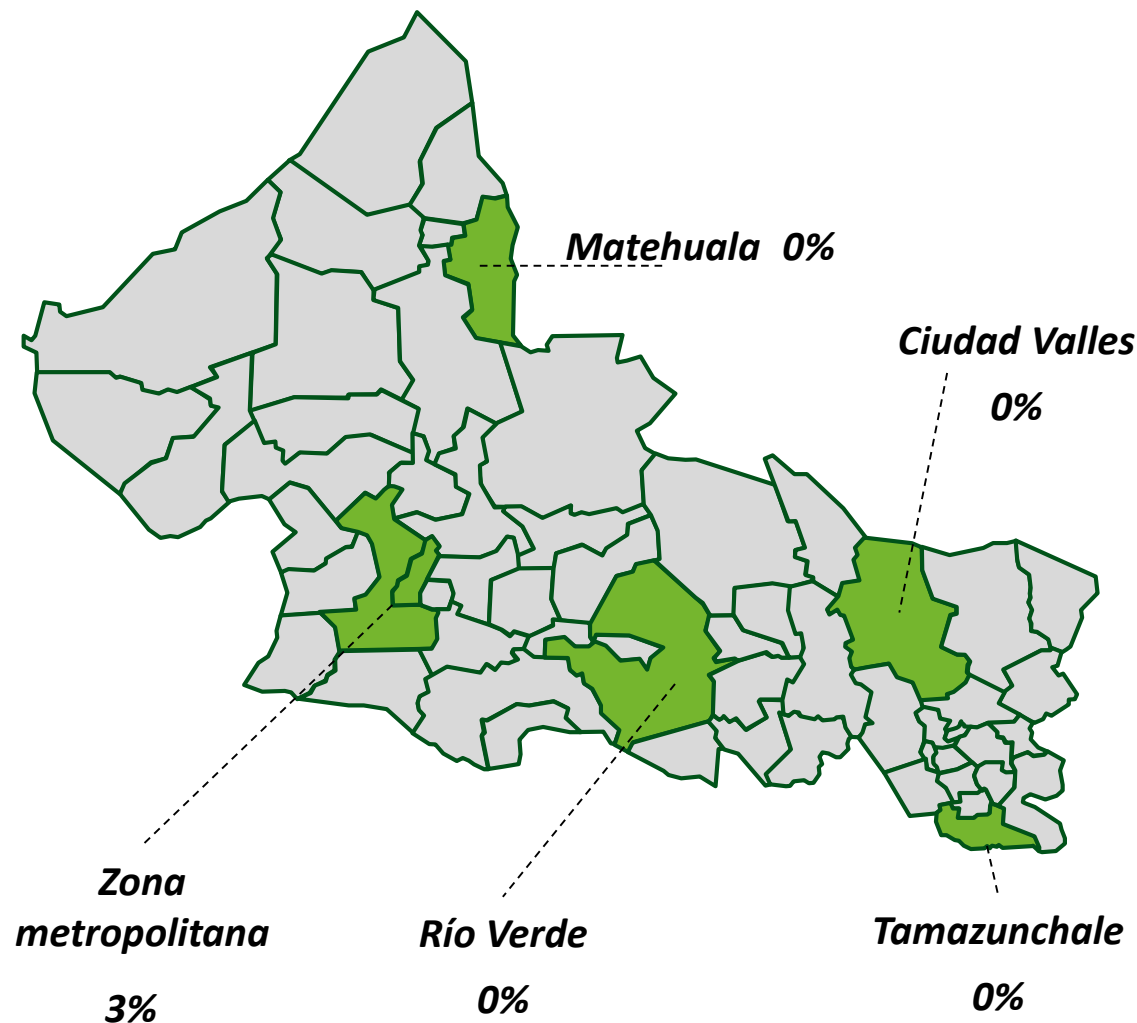 Matehuala 0%
Ciudad Valles
0%
Zona
metropolitana
3%
Río Verde
0%
Tamazunchale
0%